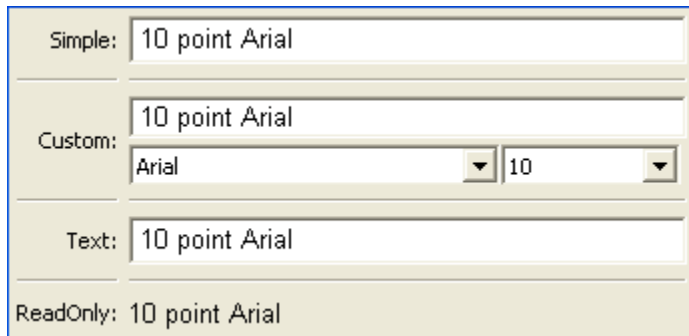 Simple: 10 point Arial
10 point Arial
Custom:
Arial 10
Text: 10 point Arial
ReadOnly: 10 point Arial